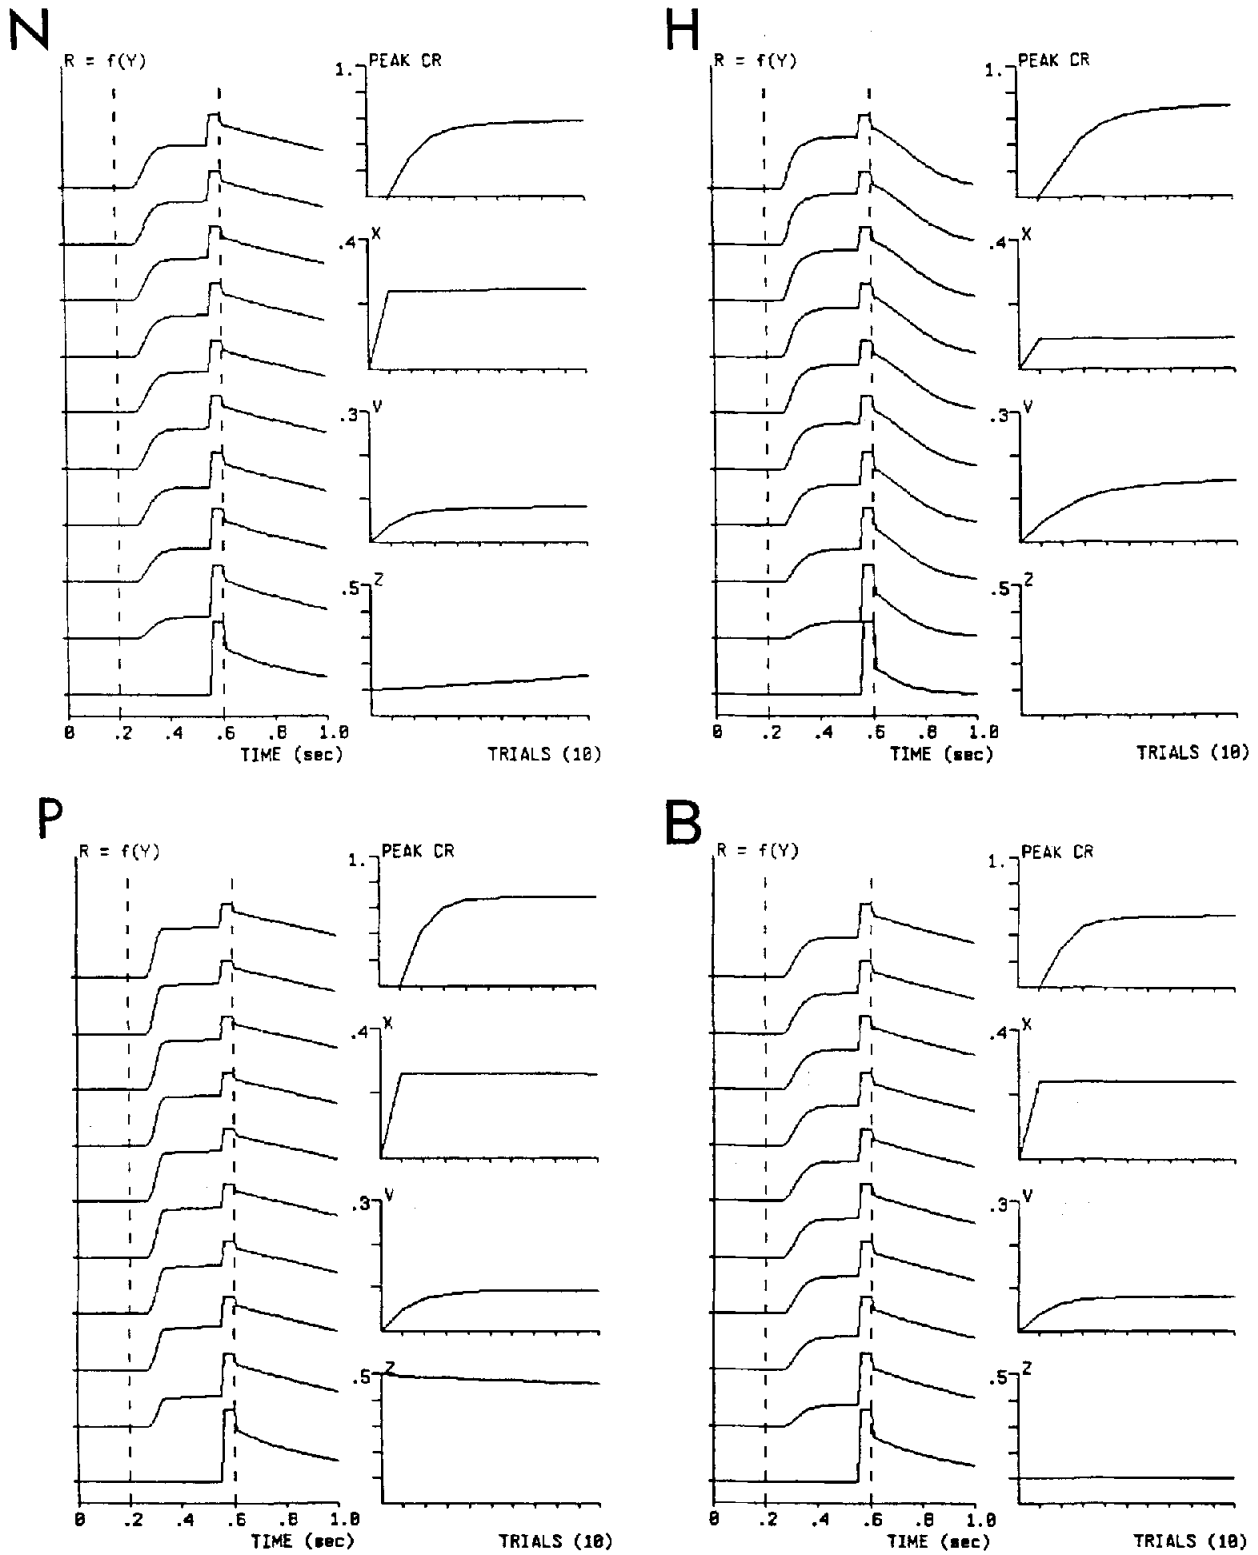 N
R = f(Y)
PEAK CR
1.
.4 X
.3 V
.5 Z
0 .2 .4 .6 .8 1.0
TIME (sec)
TRIALS (10)
H
R = f(Y)
PEAK CR
1.
.4 X
.3 V
.5 Z
0 .2 .4 .6 .8 1.0
TIME (sec)
TRIALS (10)
P
R = f(Y)
PEAK CR
1.
.4 X
.3 V
.5 Z
0 .2 .4 .6 .8 1.0
TIME (sec)
TRIALS (10)
B
R = f(Y)
PEAK CR
1.
.4 X
.3 V
.5 Z
0 .2 .4 .6 .8 1.0
TIME (sec)
TRIALS (10)